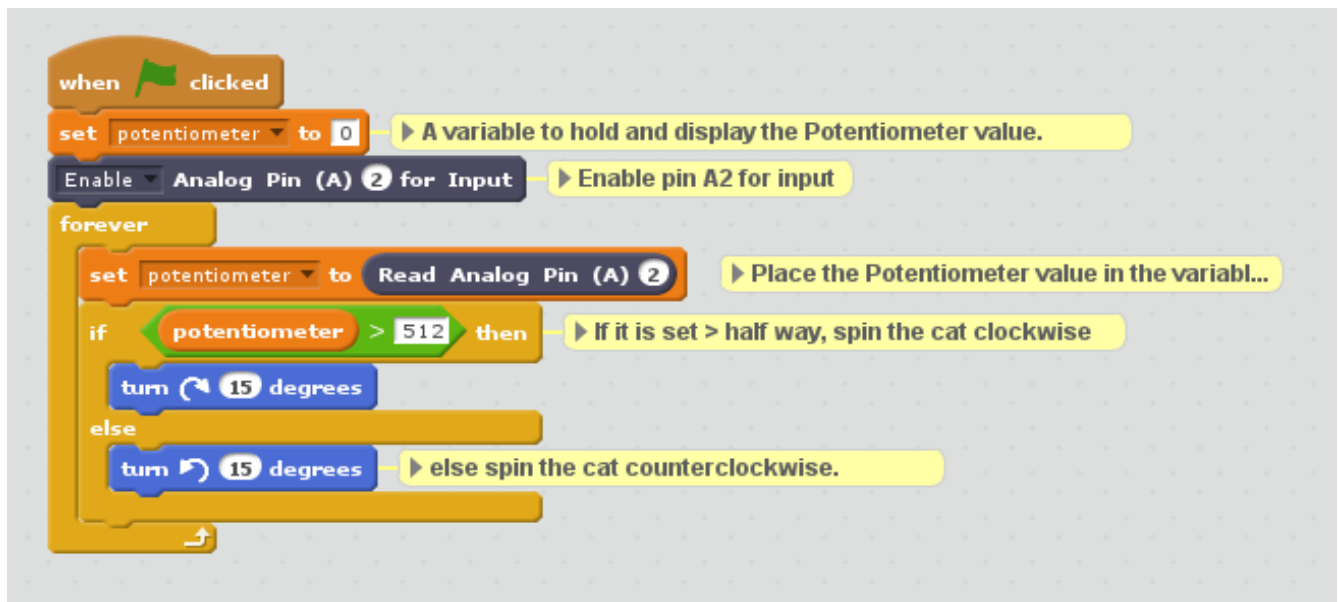 when clicked
set potentiometer to 0 A variable to hold and display the Potentiometer value.
Enable Analog Pin (A) 2 for Input Enable pin A2 for input
forever
set potentiometer to Read Analog Pin (A) 2 Place the Potentiometer value in the variabl...
if potentiometer > 512 then If it is set > half way, spin the cat clockwise
turn 15 degrees
else
turn 15 degrees else spin the cat counterclockwise.